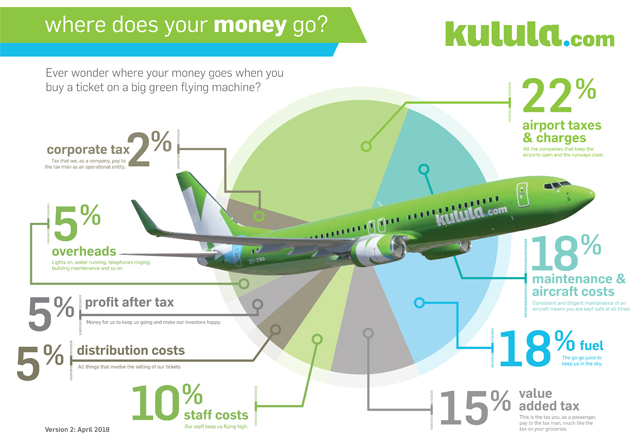 where does your money go?
kulula.com
Ever wonder where your money goes when you
buy a ticket on a big green flying machine?
22%
airport taxes
& charges
All the companies that keep the
airports open and the runways clear.
corporate tax 2%
Tax that we, as a company, pay to
the tax man as an operational entity.
5%
overheads
Lights on, water running, telephones ringing,
building maintenance and so on.
kulula.com
18%
maintenance &
aircraft costs
Consistent and diligent maintenance of an
aircraft means you are kept safe at all times
5% profit after tax
Money for us to keep us going and make our investors happy.
18% fuel
The go-go juice to
keep us in the sky.
5% distribution costs
All things that involve the selling of our tickets
10%
staff costs
Our staff keep us flying high.
15% value
added tax
This is the tax you, as a passenger,
pay to the tax man, much like the
tax on your groceries.
Version 2: April 2018